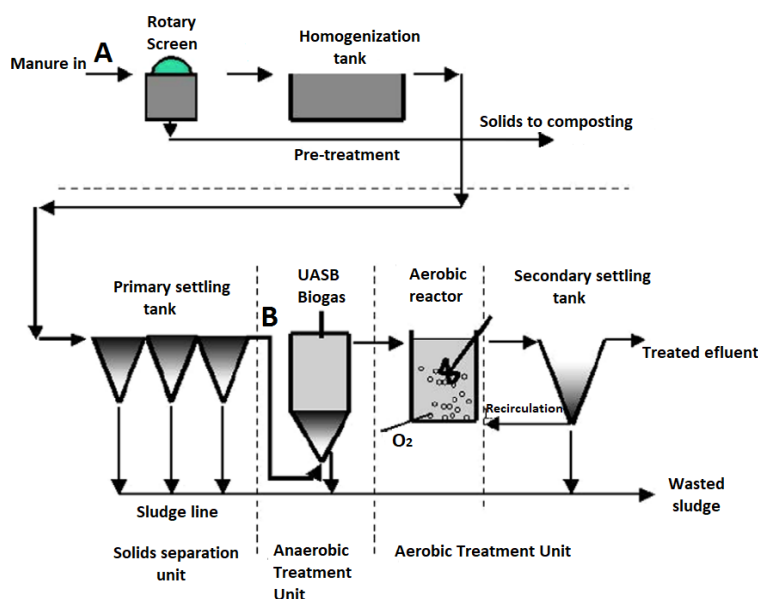 Rotary
Screen
A
Manure in
Homogenization
tank
Solids to composting
Pre-treatment
Primary settling
tank
UASB
Biogas
Aerobic
reactor
Secondary settling
tank
B
Treated efluent
Recirculation
O2
Wasted
sludge
Sludge line
Solids separation
unit
Anaerobic
Treatment
Unit
Aerobic Treatment Unit